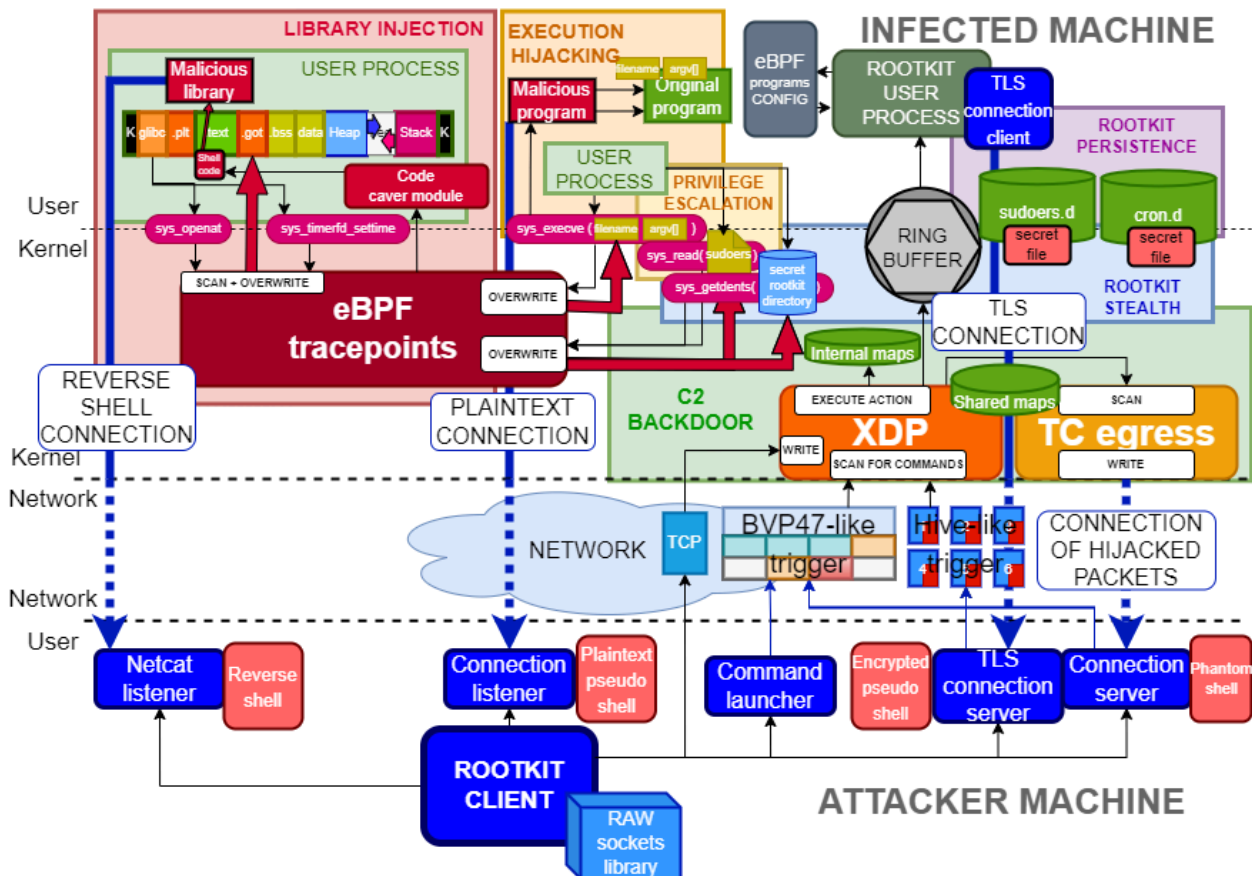 INFECTED MACHINE
LIBRARY INJECTION
USER PROCESS
Malicious
library
K
glibc
.plt
text
.got
.bss
data
Heap
Stack
K
Shell
code
Code
caver module
User
Kernel
sys_openat
sys_timerfd_settime
SCAN + OVERWRITE
eBPF
tracepoints
OVERWRITE
OVERWRITE
EXECUTION
HIJACKING
filename
argv[]
Malicious
program
Original
program
USER
PROCESS
PRIVILEGE
ESCALATION
sys_execve (
filename
argv[]
)
sys_read(
sudoers
)
sys_getdents(
)
secret
rootkit
directory
eBPF
programs
CONFIG
ROOTKIT
USER
PROCESS
TLS
connection
client
ROOTKIT
PERSISTENCE
sudoers.d
secret
file
cron.d
secret
file
RING
BUFFER
ROOTKIT
STEALTH
TLS
CONNECTION
Internal maps
C2
BACKDOOR
EXECUTE ACTION
XDP
WRITE
SCAN FOR COMMANDS
Shared maps
SCAN
TC egress
WRITE
REVERSE
SHELL
CONNECTION
PLAINTEXT
CONNECTION
Kernel
Network
NETWORK
TCP
BVP47-like
trigger
Hive-like
trigger
4
6
CONNECTION
OF HIJACKED
PACKETS
Network
User
Netcat
listener
Reverse
shell
Connection
listener
Plaintext
pseudo
shell
Command
launcher
Encrypted
pseudo
shell
TLS
connection
server
Connection
server
Phantom
shell
ROOTKIT
CLIENT
RAW
sockets
library
ATTACKER MACHINE